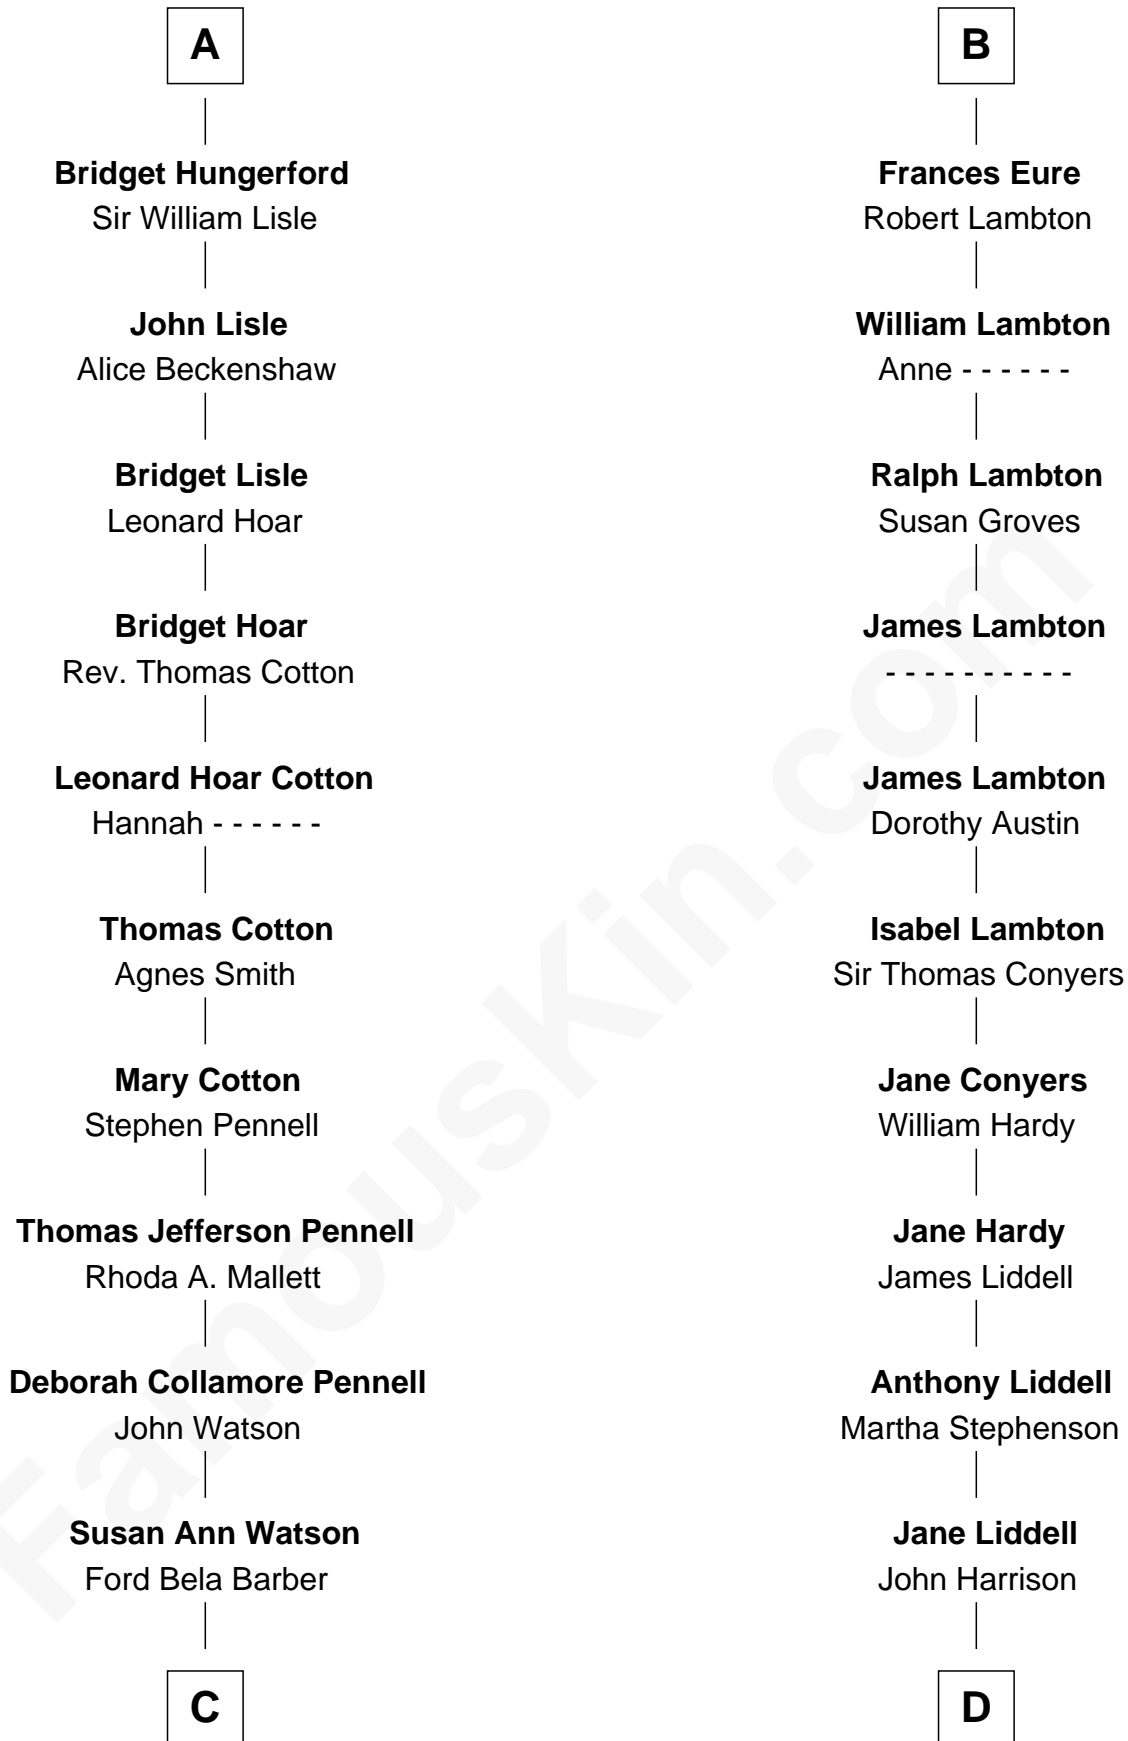 A
Bridget Hungerford
Sir William Lisle
John Lisle
Alice Beckenshaw
Bridget Lisle
Leonard Hoar
Bridget Hoar
Rev. Thomas Cotton
Leonard Hoar Cotton
Hannah - - - - - -
Thomas Cotton
Agnes Smith
Mary Cotton
Stephen Pennell
Thomas Jefferson Pennell
Rhoda A. Mallett
Deborah Collamore Pennell
John Watson
Susan Ann Watson
Ford Bela Barber
C
B
Frances Eure
Robert Lambton
William Lambton
Anne - - - - - -
Ralph Lambton
Susan Groves
James Lambton
- - - - - - - - - -
James Lambton
Dorothy Austin
Isabel Lambton
Sir Thomas Conyers
Jane Conyers
William Hardy
Jane Hardy
James Liddell
Anthony Liddell
Martha Stephenson
Jane Liddell
John Harrison
D
FamousKin.com